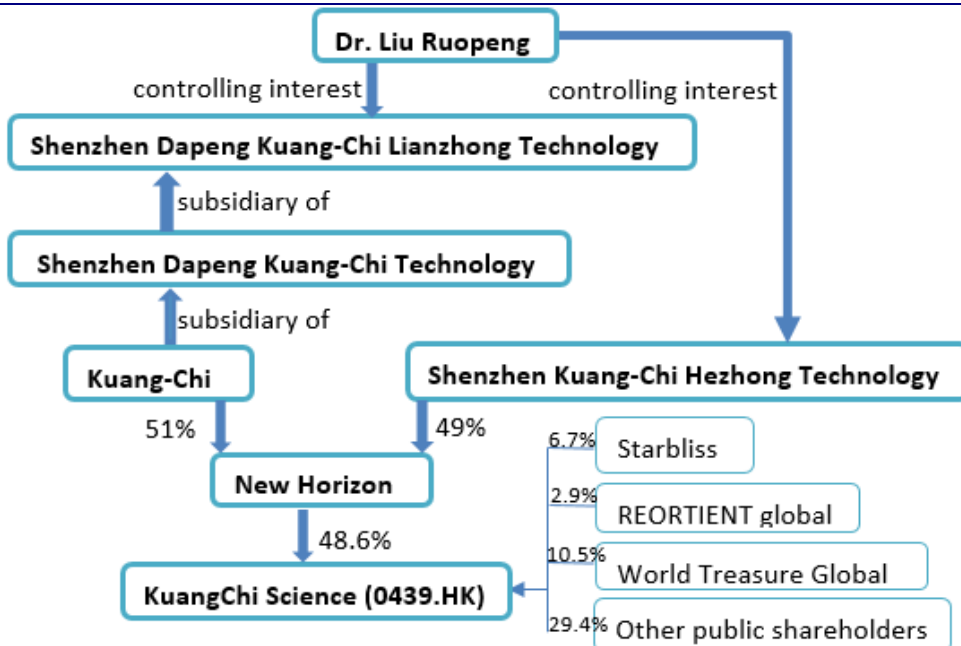 Dr. Liu Ruopeng
controlling interest
controlling interest
Shenzhen Dapeng Kuang-Chi Lianzhong Technology
subsidiary of
Shenzhen Dapeng Kuang-Chi Technology
subsidiary of
Kuang-Chi
Shenzhen Kuang-Chi Hezhong Technology
51%
49%
6.7%
Starbliss
New Horizon
2.9%
REORTIENT global
48.6%
10.5%
World Treasure Global
KuangChi Science (0439.HK)
29.4%
Other public shareholders